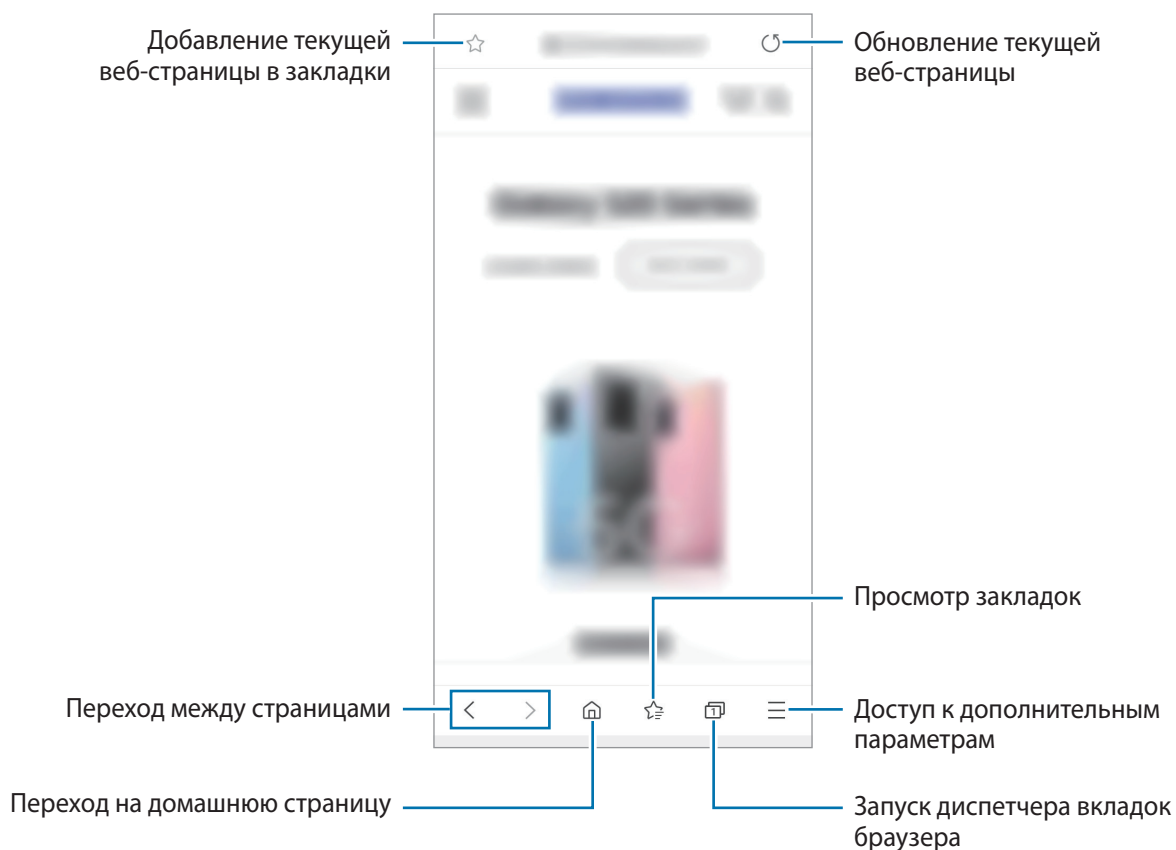 Добавление текущей
веб-страницы в закладки
Обновление текущей
веб-страницы
Просмотр закладок
Переход между страницами
1
Доступ к дополнительным
параметрам
Переход на домашнюю страницу
Запуск диспетчера вкладок
браузера